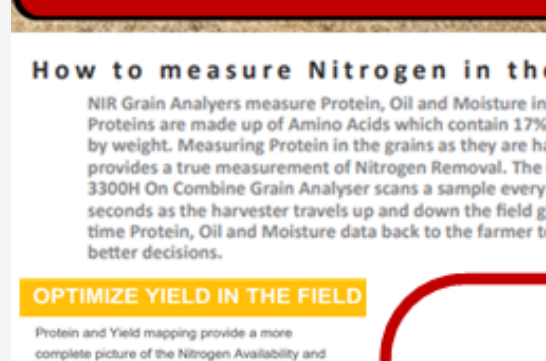 How to measure Nitrogen in the
NIR Grain Analyers measure Protein, Oil and Moisture in
Proteins are made up of Amino Acids which contain 17%
by weight. Measuring Protein in the grains as they are ha
provides a true measurement of Nitrogen Removal. The
3300H On Combine Grain Analyser scans a sample every
seconds as the harvester travels up and down the field g
time Protein, Oil and Moisture data back to the farmer to
better decisions.
OPTIMIZE YIELD IN THE FIELD
Protein and Yield mapping provide a more
complete picture of the Nitrogen Availability and